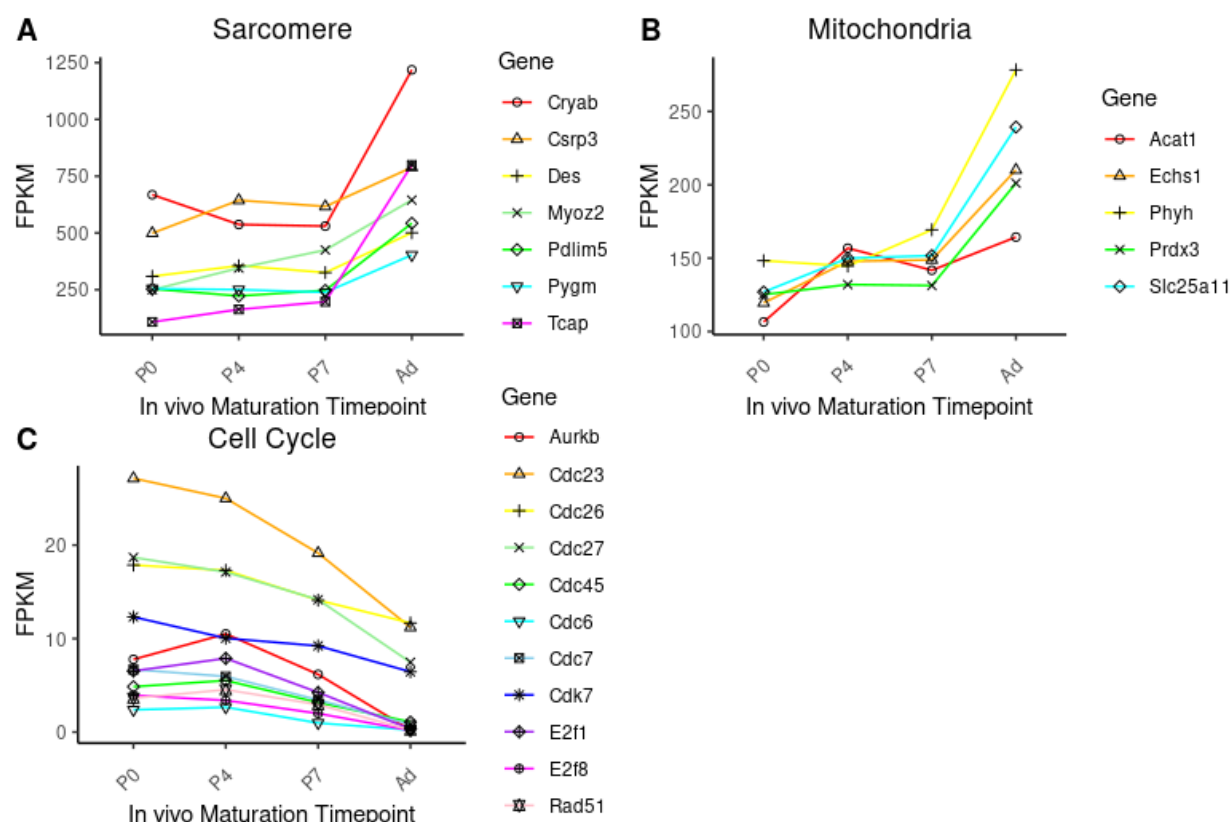 A
Sarcomere
1250
1000
750
500
250
FPKM
P0
P4
P7
Ad
In vivo Maturation Timepoint
Gene
Cryab
Csrp3
Des
Myoz2
Pdlim5
Pygm
Tcap
B
Mitochondria
250
200
150
100
FPKM
P0
P4
P7
Ad
In vivo Maturation Timepoint
Gene
Acat1
Echs1
Phyh
Prdx3
Slc25a11
C
Cell Cycle
20
10
0
FPKM
P0
P4
P7
Ad
In vivo Maturation Timepoint
Gene
Aurkb
Cdc23
Cdc26
Cdc27
Cdc45
Cdc6
Cdc7
Cdk7
E2f1
E2f8
Rad51